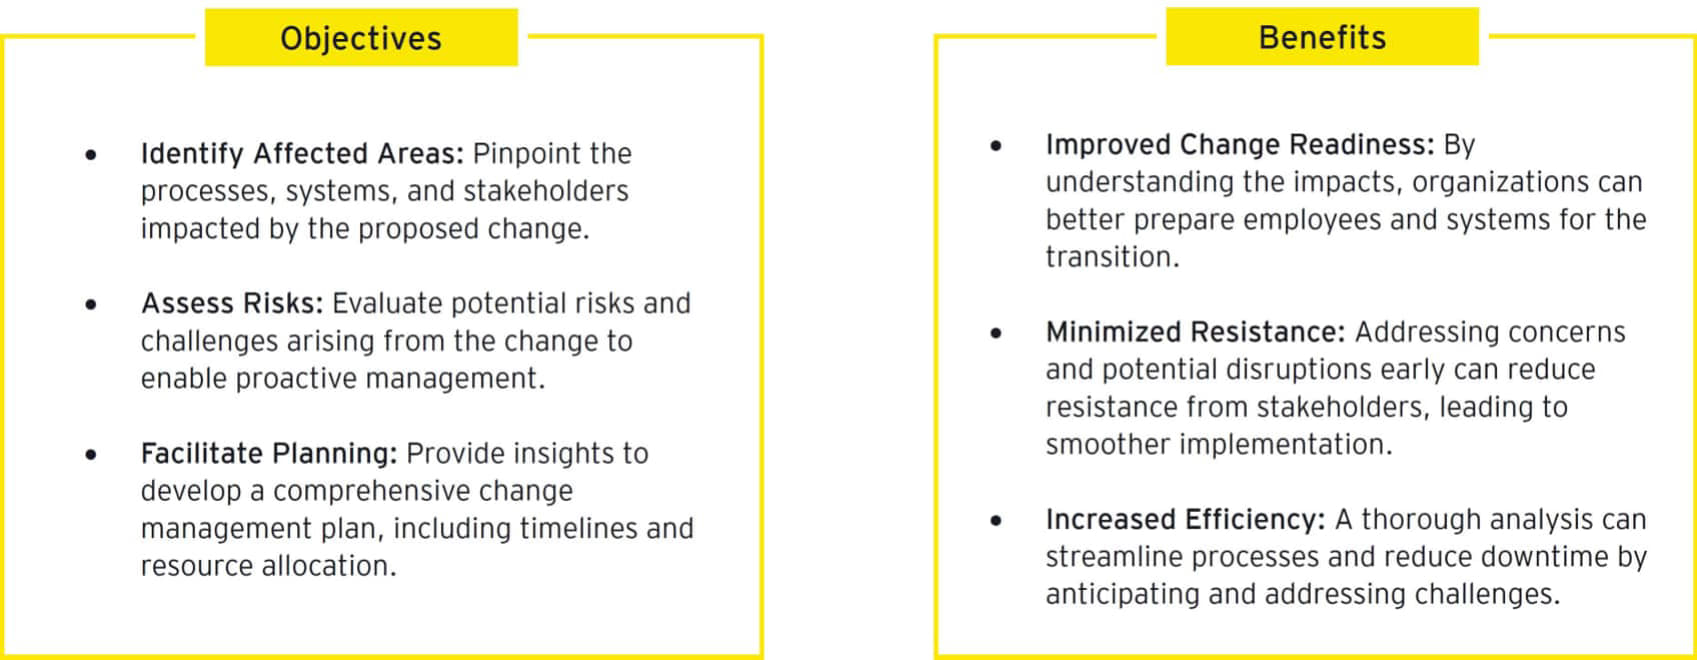 Objectives
• Identify Affected Areas: Pinpoint the
processes, systems, and stakeholders
impacted by the proposed change.
• Assess Risks: Evaluate potential risks and
challenges arising from the change to
enable proactive management.
• Facilitate Planning: Provide insights to
develop a comprehensive change
management plan, including timelines and
resource allocation.
Benefits
• Improved Change Readiness: By
understanding the impacts, organizations can
better prepare employees and systems for the
transition.
• Minimized Resistance: Addressing concerns
and potential disruptions early can reduce
resistance from stakeholders, leading to
smoother implementation.
• Increased Efficiency: A thorough analysis can
streamline processes and reduce downtime by
anticipating and addressing challenges.